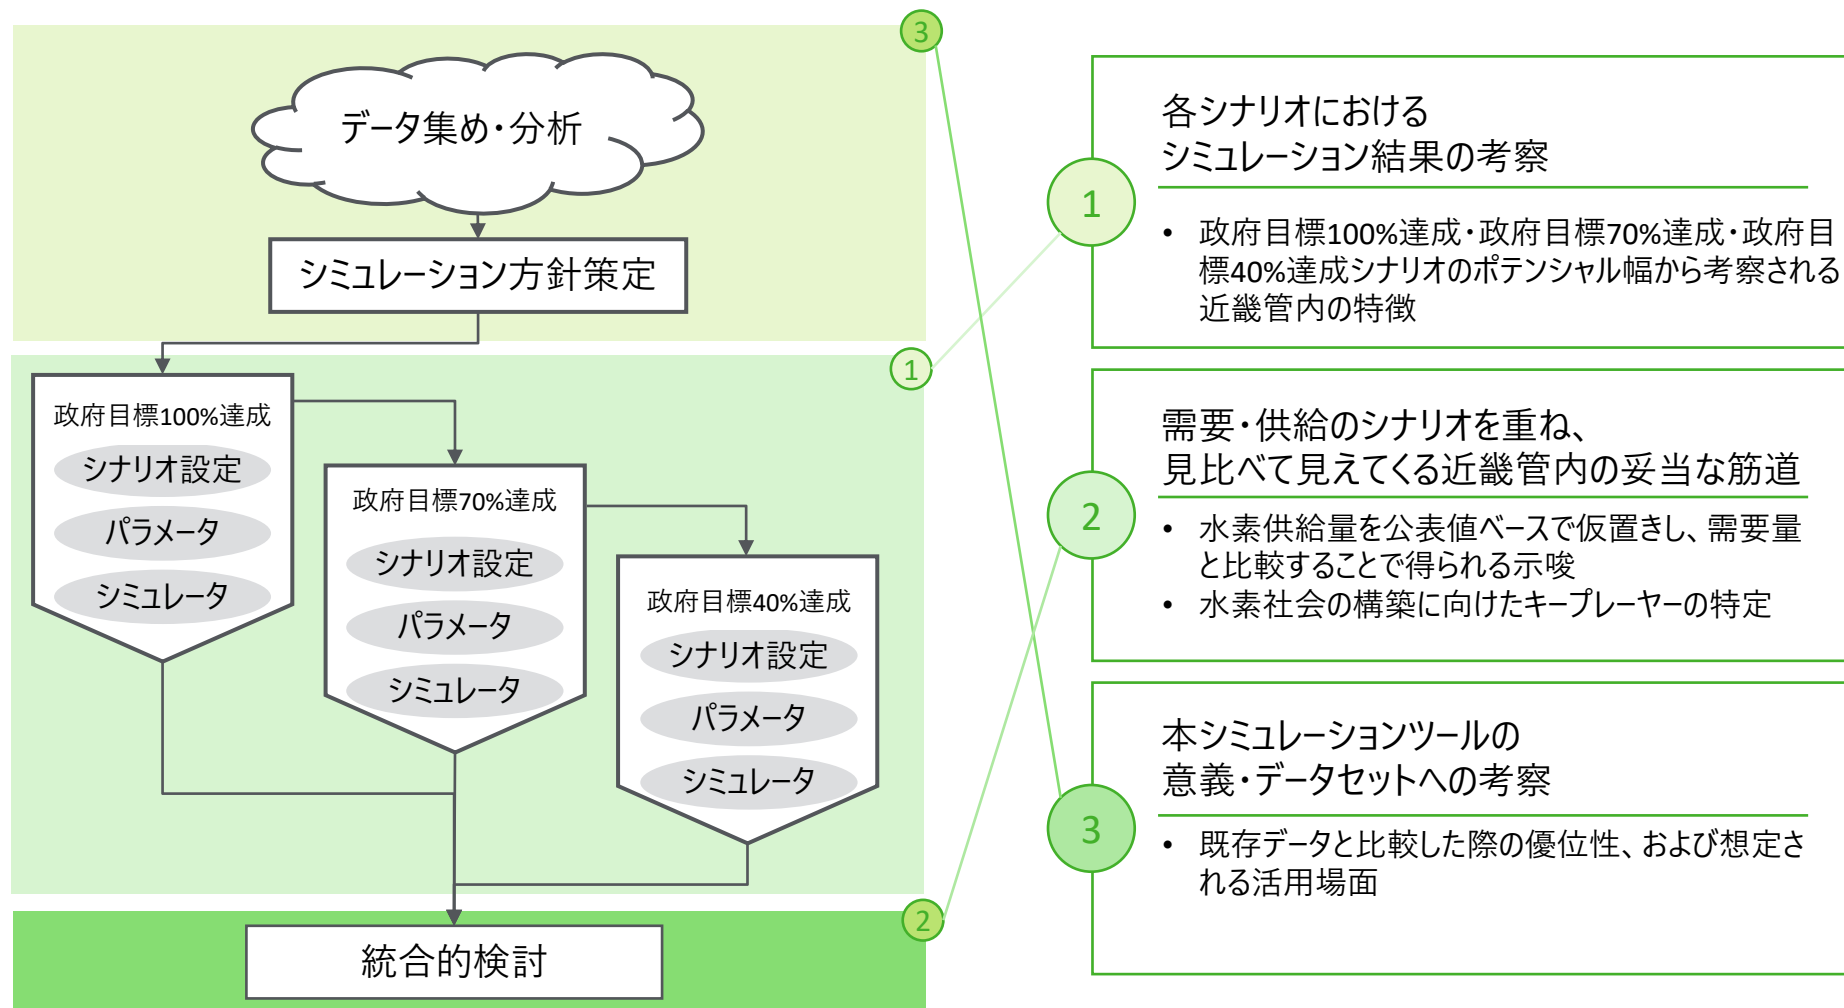 3
データ集め・分析
シミュレーション方針策定
1
政府目標100%達成
シナリオ設定
パラメータ
シミュレータ
政府目標70%達成
シナリオ設定
パラメータ
シミュレータ
政府目標40%達成
シナリオ設定
パラメータ
シミュレータ
2
統合的検討
1
各シナリオにおける
シミュレーション結果の考察
• 政府目標100%達成・政府目標70%達成・政府目
標40%達成シナリオのポテンシャル幅から考察される
近畿管内の特徴
2
需要・供給のシナリオを重ね、
見比べて見えてくる近畿管内の妥当な筋道
• 水素供給量を公表値ベースで仮置きし、需要量
と比較することで得られる示唆
• 水素社会の構築に向けたキープレーヤーの特定
3
本シミュレーションツールの
意義・データセットへの考察
• 既存データと比較した際の優位性、および想定さ
れる活用場面